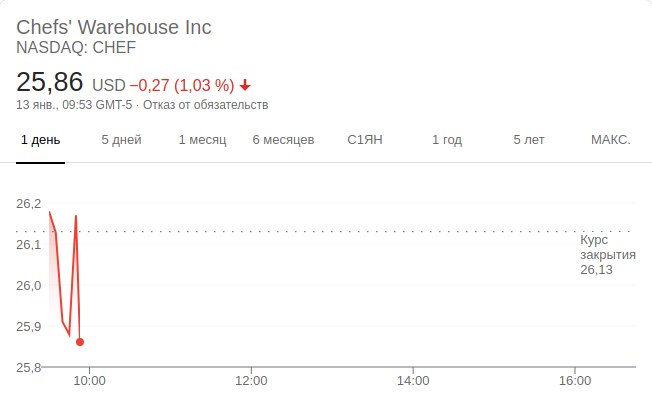 Chefs' Warehouse Inc
NASDAQ: CHEF
25,86 USD −0,27 (1,03 %)
13 янв., 09:53 GMT-5 · Отказ от обязательств
1 день 5 дней 1 месяц 6 месяцев С1ЯН 1 год 5 лет МАКС.
26,2
26,1
26,0
25,9
25,8
Курс
закрытия
26,13
10:00 12:00 14:00 16:00